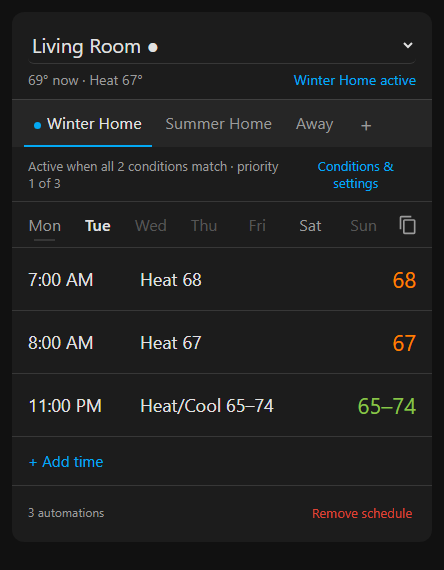 Living Room ●
69° now · Heat 67°
Winter Home active
● Winter Home
Summer Home
Away
+
Active when all 2 conditions match · priority
1 of 3
Conditions &
settings
Mon Tue Wed Thu Fri Sat Sun
7:00 AM Heat 68 68
8:00 AM Heat 67 67
11:00 PM Heat/Cool 65–74 65–74
+ Add time
3 automations
Remove schedule